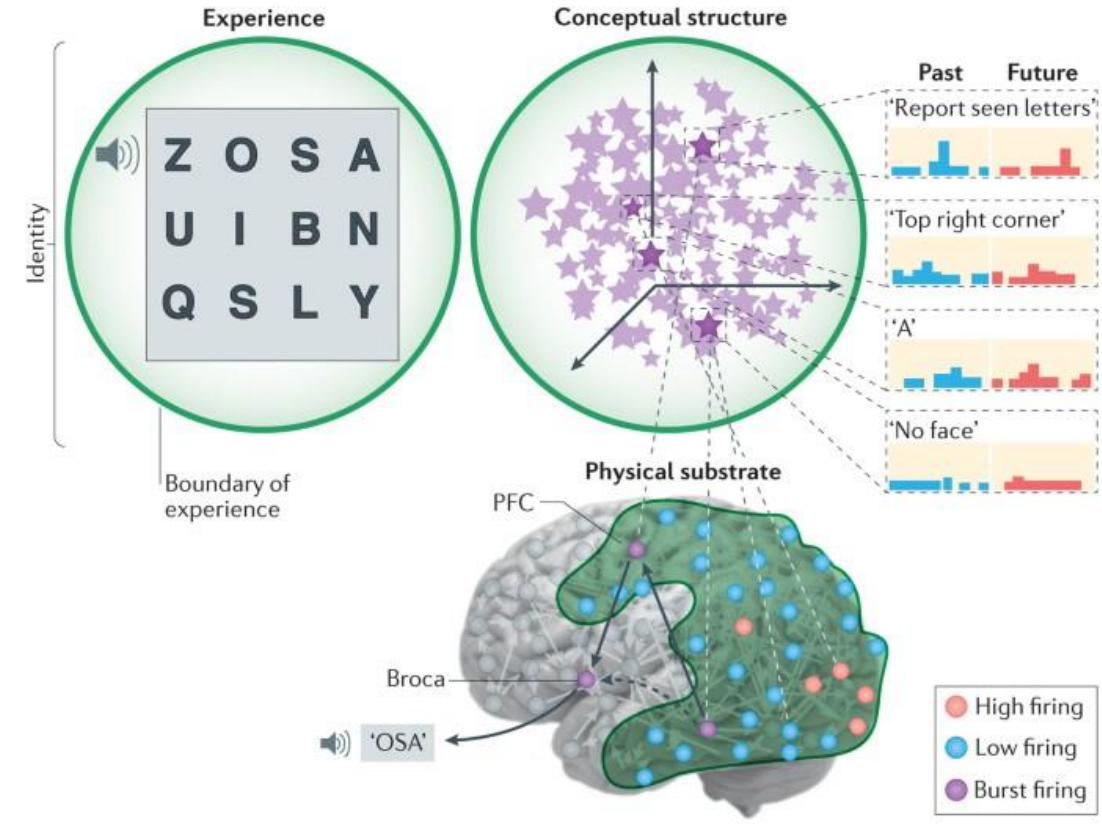 Experience
Conceptual structure
Past Future
Identity
Z O S A
U I B N
Q S L Y
Boundary of
experience
‘Report seen letters’
‘Top right corner’
‘A’
‘No face’
Physical substrate
PFC
Broca
‘OSA’
High firing
Low firing
Burst firing